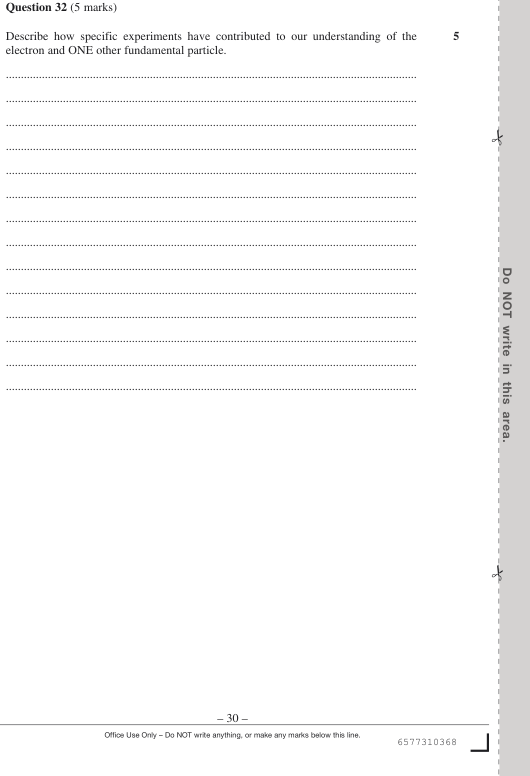 Question 32 (5 marks)
Describe how specific experiments have contributed to our understanding of the 5
electron and ONE other fundamental particle.
Do NOT write in this area.
– 30 –
Office Use Only – Do NOT write anything, or make any marks below this line.
6577310368